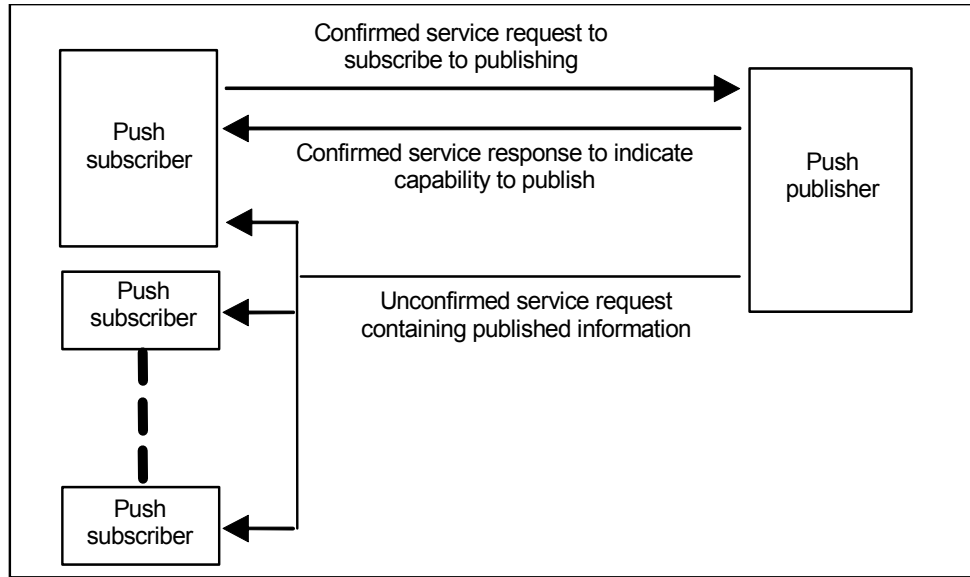 Confirmed service request to
subscribe to publishing
Push
subscriber
Confirmed service response to indicate
capability to publish
Push
publisher
Push
subscriber
Unconfirmed service request
containing published information
Push
subscriber